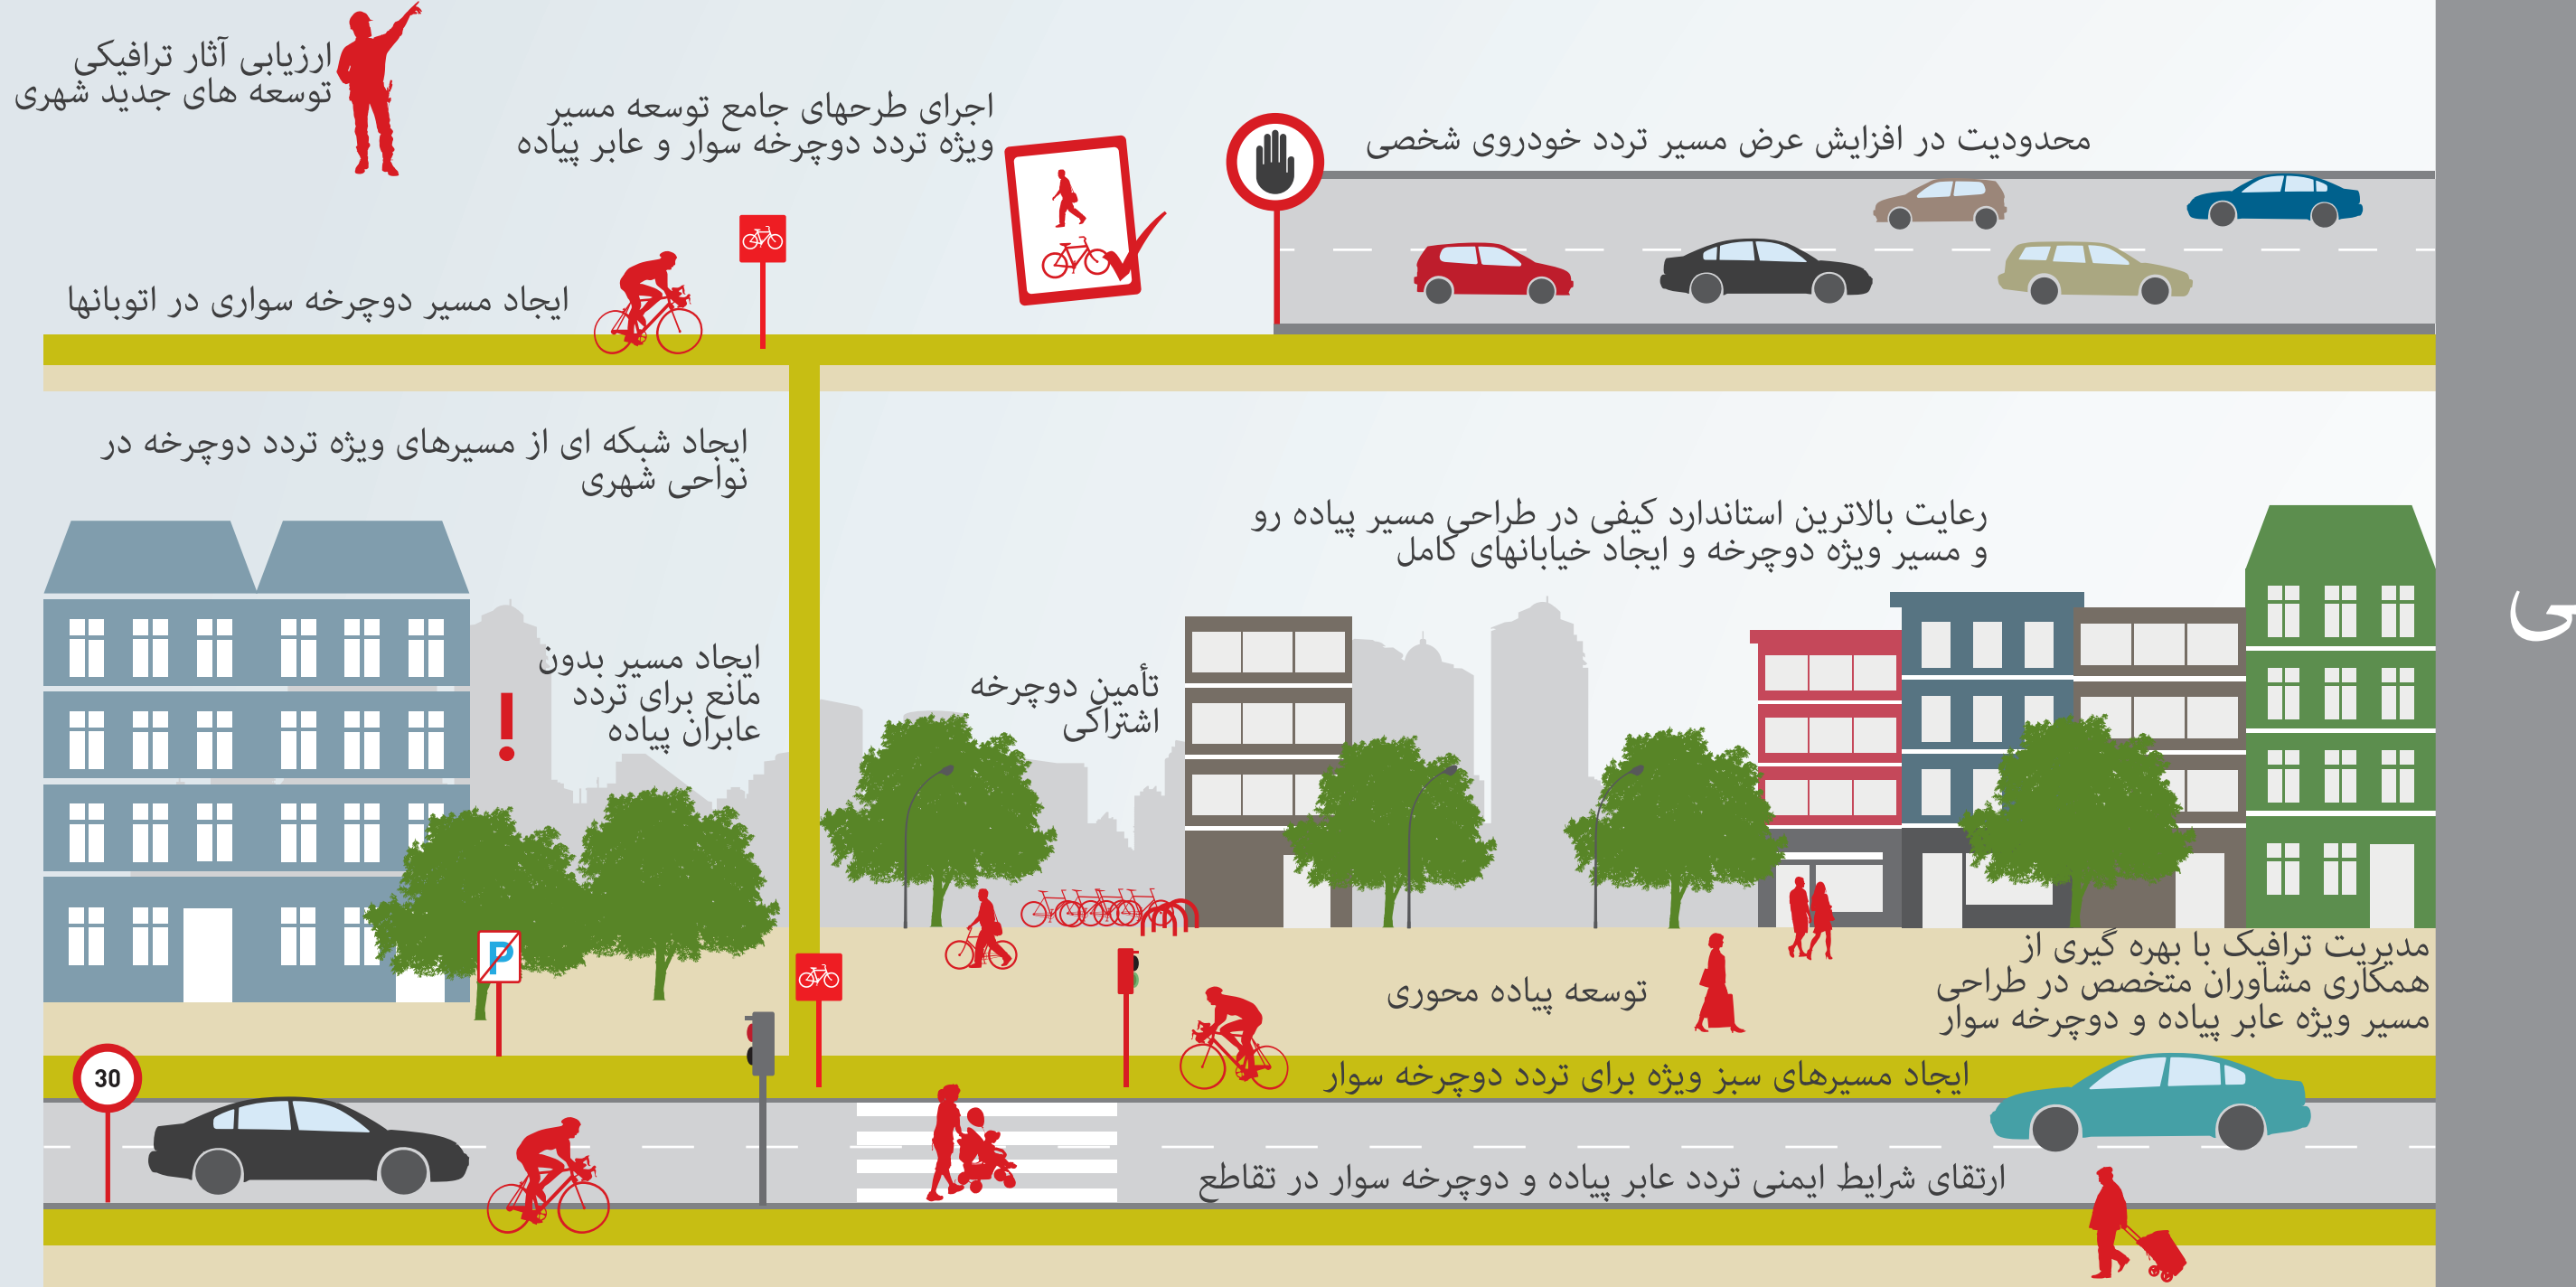 ارزیابی آثار ترافیکی
توسعه های جدید شهری
اجرای طرحهای جامع توسعه مسیر
ویژه تردد دوچرخه سوار و عابر پیاده
محدودیت در افزایش عرض مسیر تردد خودروی شخصی
ایجاد مسیر دوچرخه سواری در اتوبانها
ایجاد شبکه ای از مسیرهای ویژه تردد دوچرخه در
نواحی شهری
رعایت بالاترین استاندارد کیفی در طراحی مسیر پیاده رو
و مسیر ویژه دوچرخه و ایجاد خیابانهای کامل
ایجاد مسیر بدون
مانع برای تردد
عابران پیاده
!
تأمین دوچرخه
اشتراکی
P
مدیریت ترافیک با بهره گیری از
همکاری مشاوران متخصص در طراحی
مسیر ویژه عابر پیاده و دوچرخه سوار
توسعه پیاده محوری
30
ایجاد مسیرهای سبز ویژه برای تردد دوچرخه سوار
ارتقای شرایط ایمنی تردد عابر پیاده و دوچرخه سوار در تقاطع